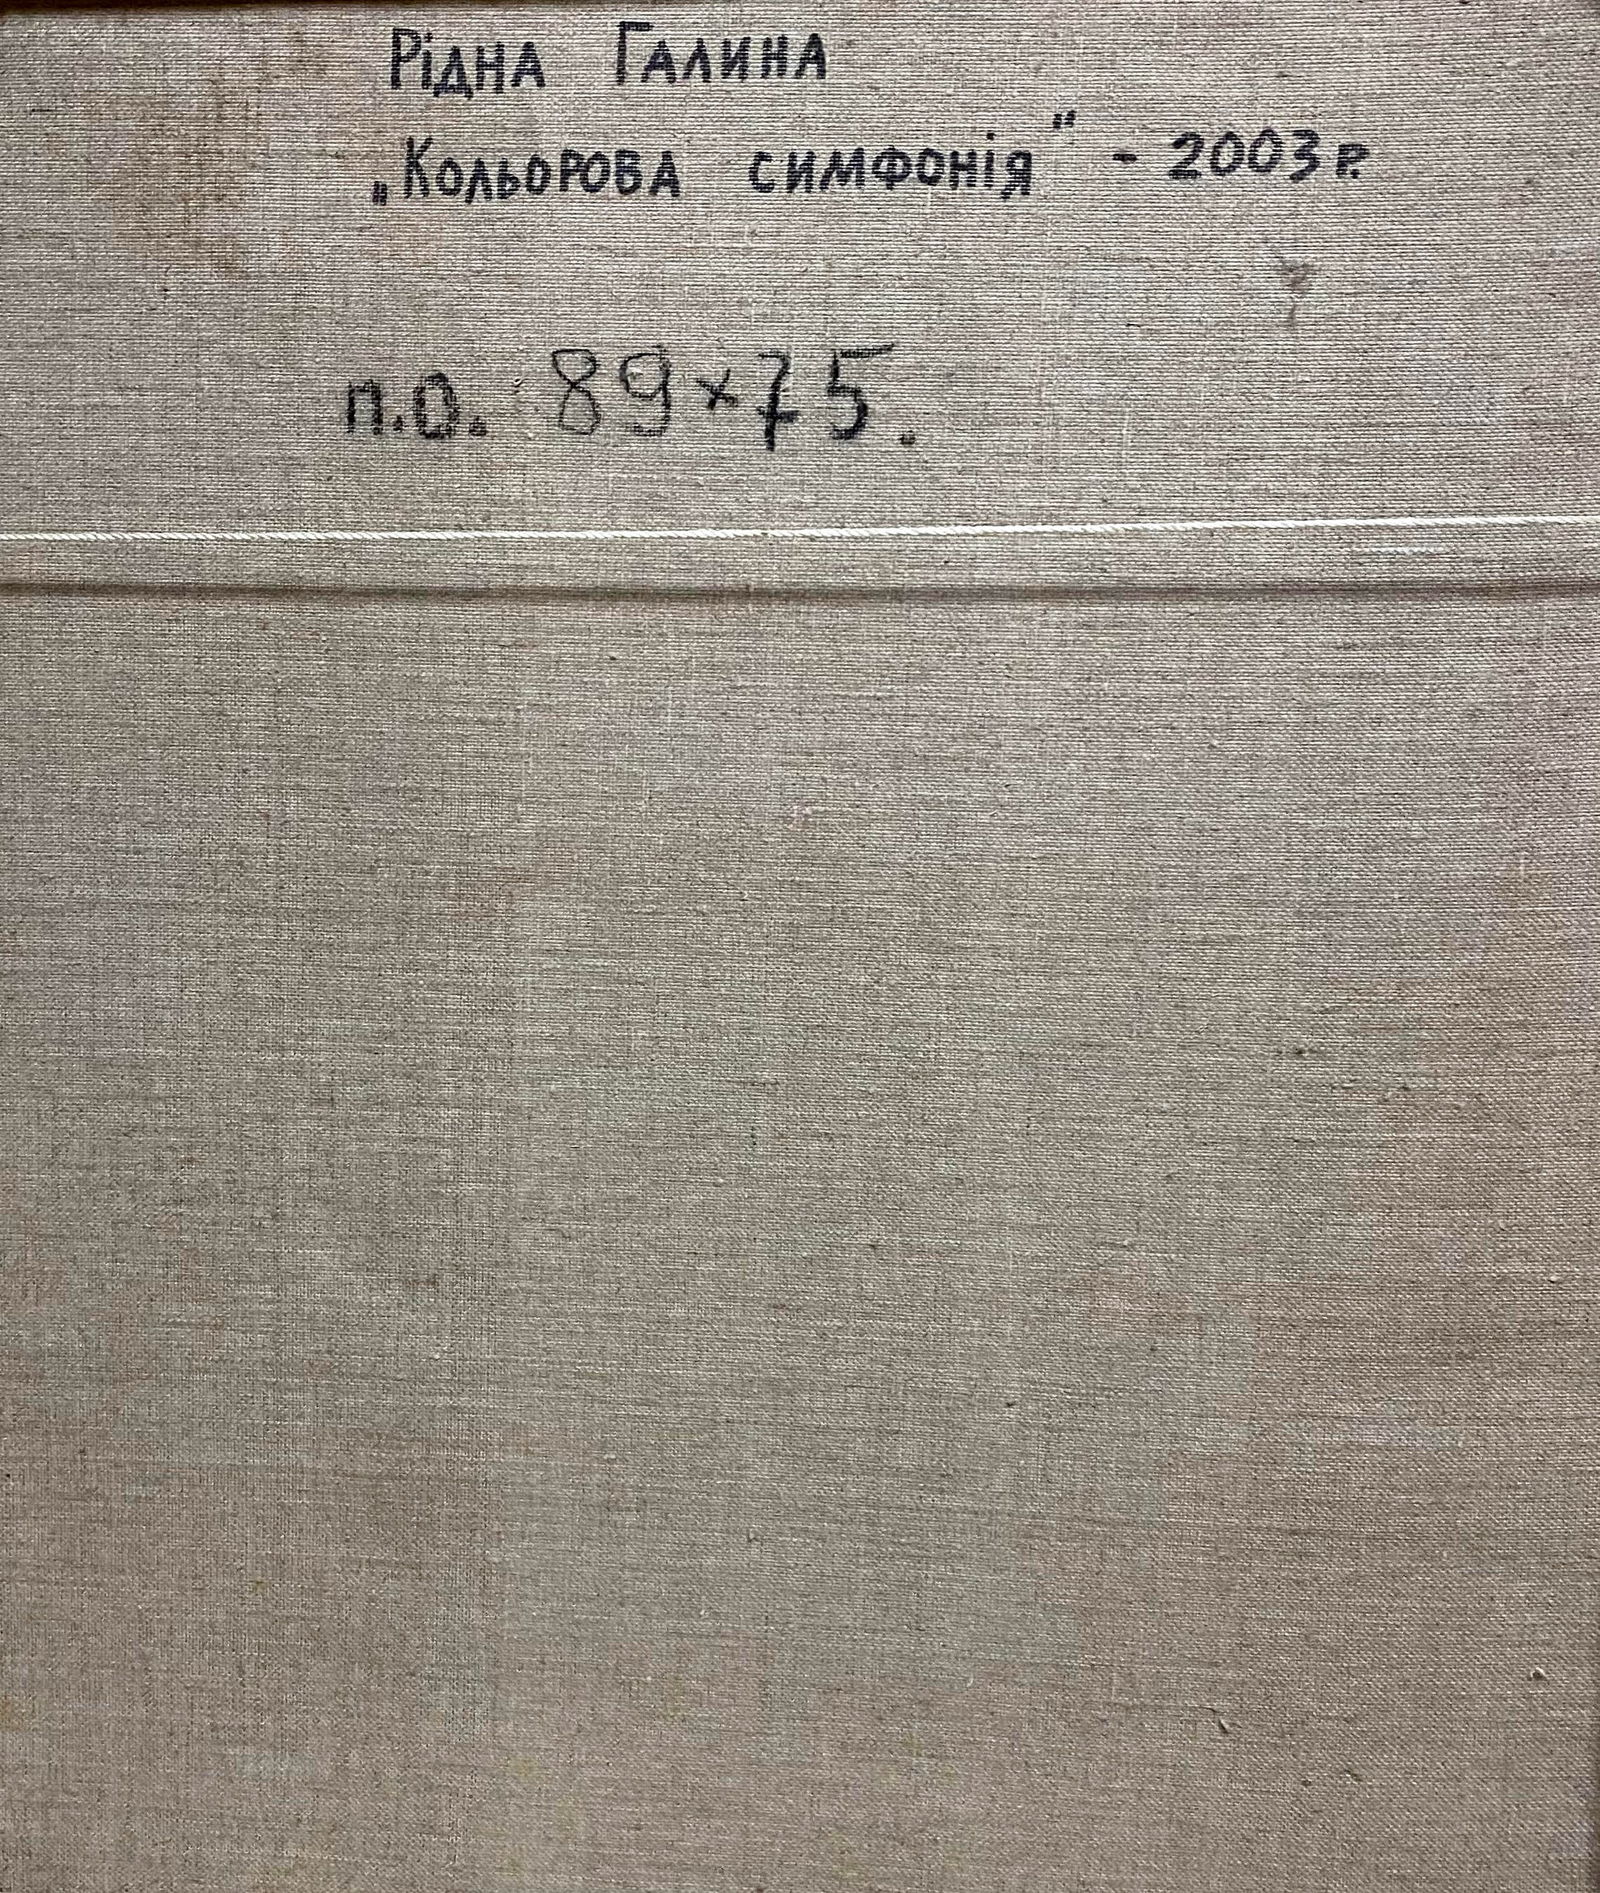 Рідна Галина
„Кольорова симфонія" - 2003 р.
п.о. 89×75.